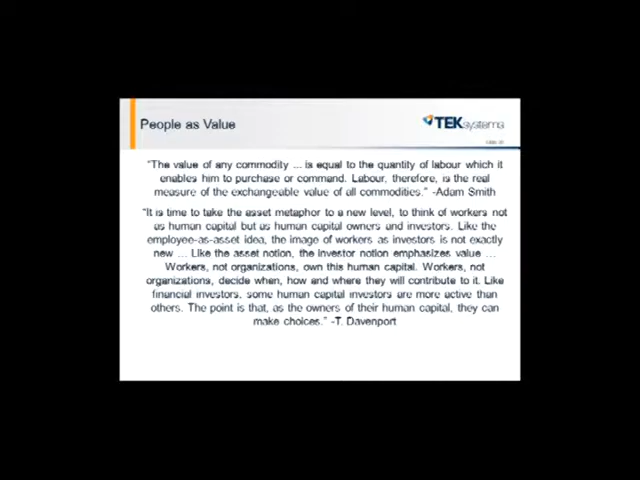 People as Value
TEKsystems
"The value of any commodity ... is equal to the quantity of labour which it
enables him to purchase or command. Labour, therefore, is the real
measure of the exchangeable value of all commodities." -Adam Smith
"It is time to take the asset metaphor to a new level, to think of workers not
as human capital but as human capital owners and investors. Like the
employee-as-asset idea, the image of workers as investors is not exactly
new ... Like the asset notion, the investor notion emphasizes value ...
Workers, not organizations, own this human capital. Workers, not
organizations, decide when, how and where they will contribute to it. Like
financial investors, some human capital investors are more active than
others. The point is that, as the owners of their human capital, they can
make choices." -T. Davenport